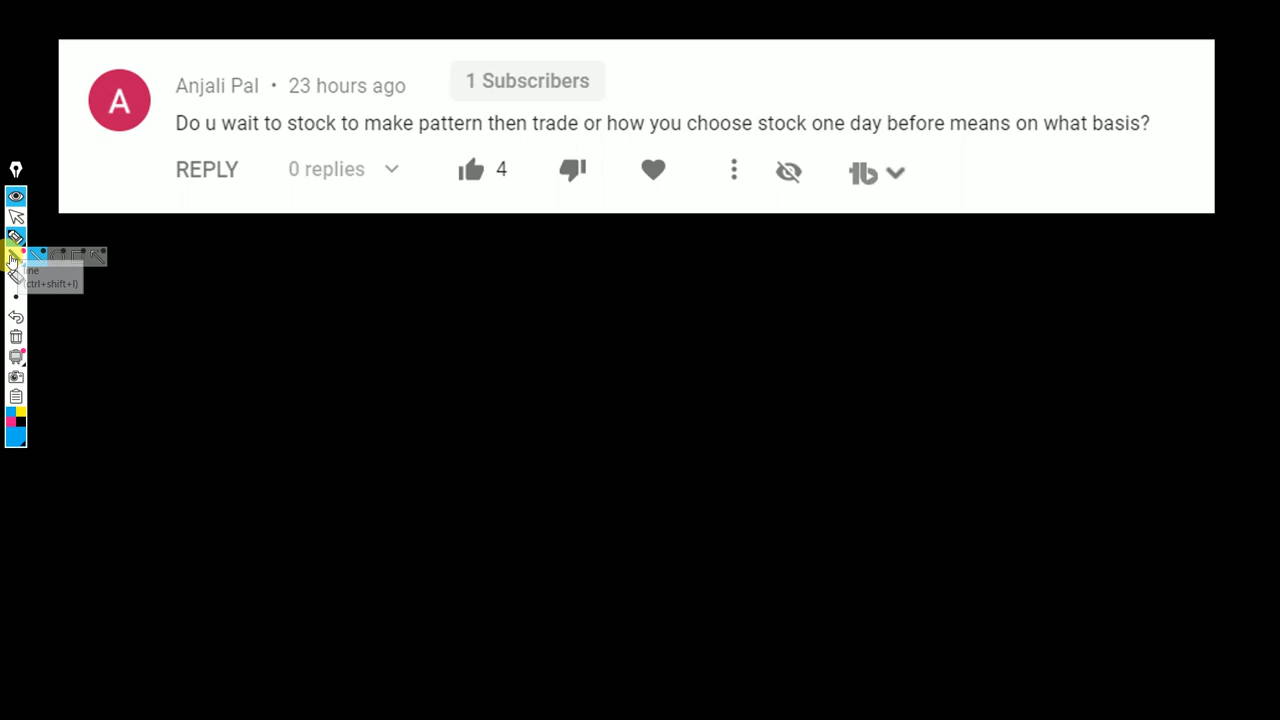 A
Anjali Pal • 23 hours ago
1 Subscribers
Do u wait to stock to make pattern then trade or how you choose stock one day before means on what basis?
REPLY 0 replies 4
line
(ctrl+shift+l)